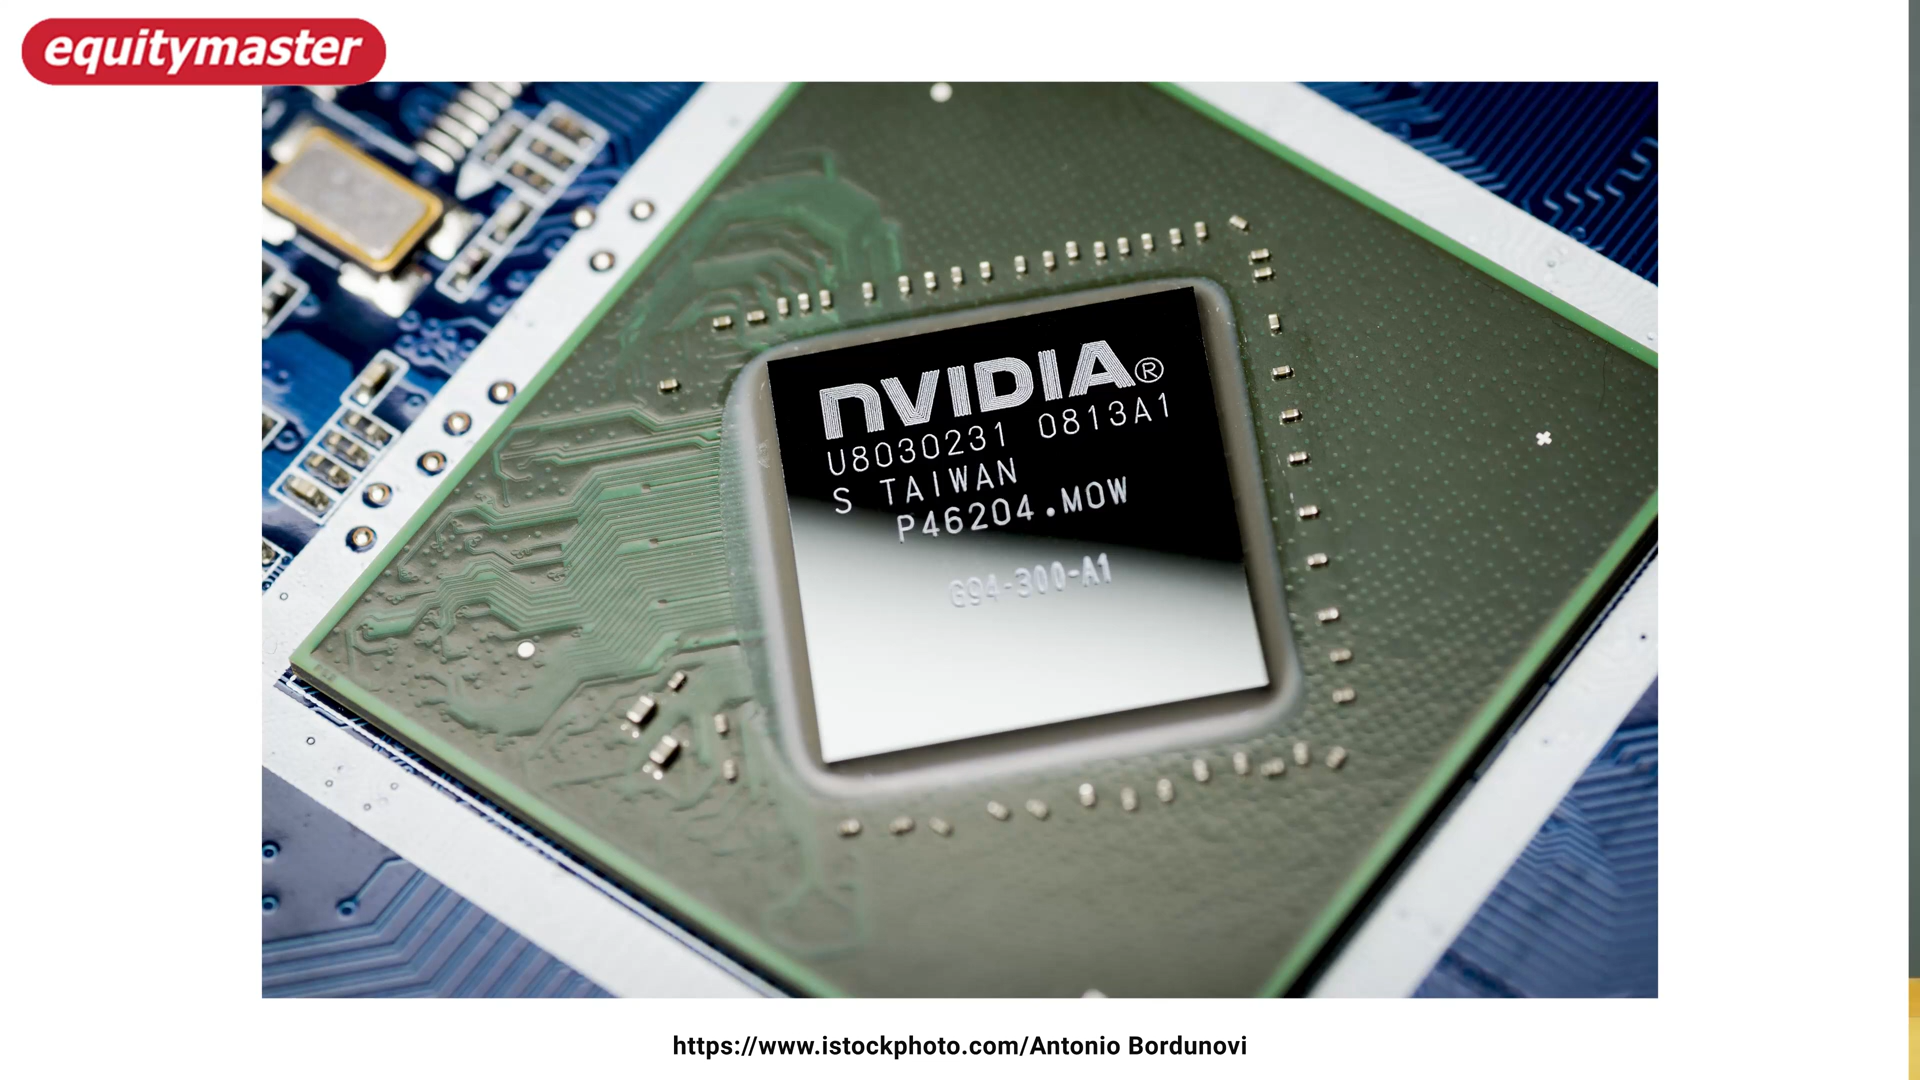 equitymaster
nVIDIA®
U8030231 0813A1
S TAIWAN
P46204.MOW
G94-300-A1
https://www.istockphoto.com/Antonio Bordunovi